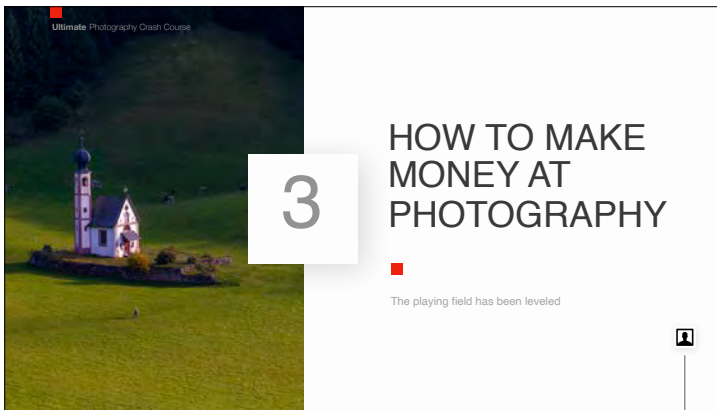 Ultimate Photography Crash Course
3
HOW TO MAKE
MONEY AT
PHOTOGRAPHY
The playing field has been leveled